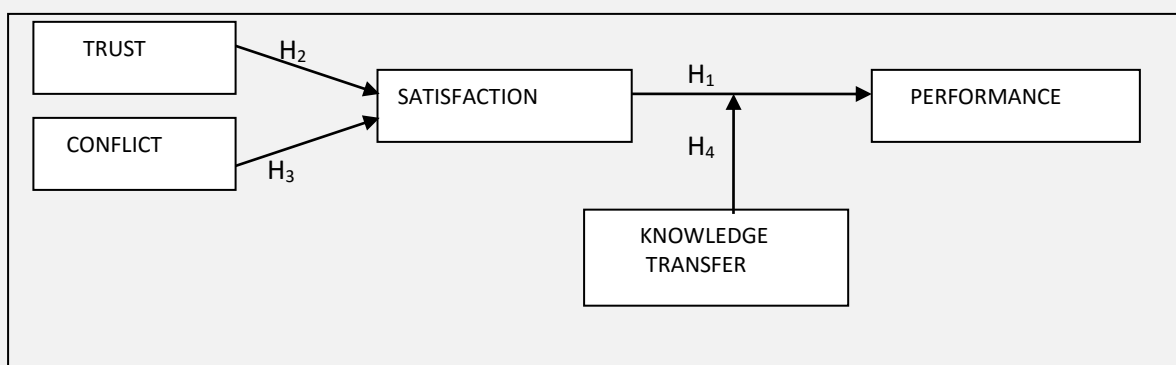 TRUST
H₂
CONFLICT
H₃
SATISFACTION
H₁
PERFORMANCE
H₄
KNOWLEDGE
TRANSFER